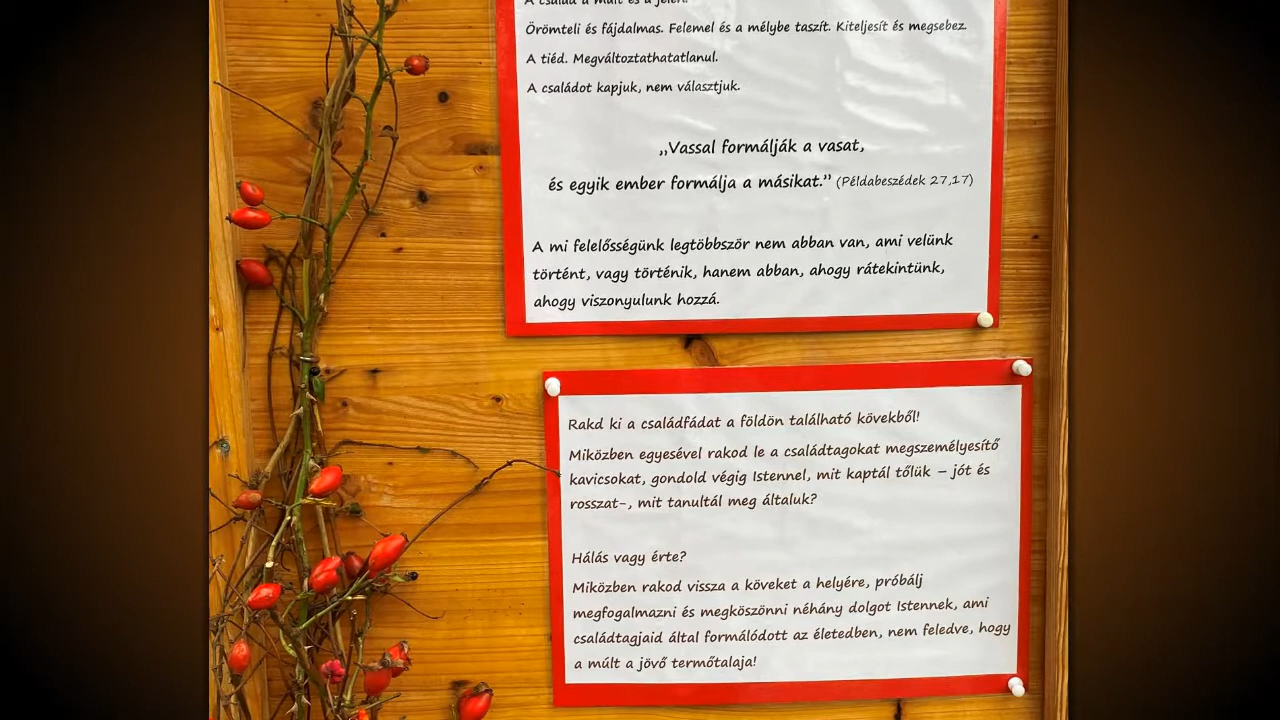 A család a múlt és a jelen.
Örömteli és fájdalmas. Felemel és a mélybe taszít. Kiteljesít és megsebez.
A tiéd. Megváltoztathatatlanul.
A családot kapjuk, nem választjuk.
„Vassal formálják a vasat,
és egyik ember formálja a másikat.” (Példabeszédek 27,17)
A mi felelősségünk legtöbbször nem abban van, ami velünk
történt, vagy történik, hanem abban, ahogy rátekintünk,
ahogy viszonyulunk hozzá.
Rakd ki a családfádat a földön található kövekből!
Miközben egyesével rakod le a családtagokat megszemélyesítő
kavicsokat, gondold végig Istennel, mit kaptál tőlük – jót és
rosszat–, mit tanultál meg általuk?
Hálás vagy érte?
Miközben rakod vissza a köveket a helyére, próbálj
megfogalmazni és megköszönni néhány dolgot Istennek, ami
családtagjaid által formálódott az életedben, nem feledve, hogy
a múlt a jövő termőtalaja!